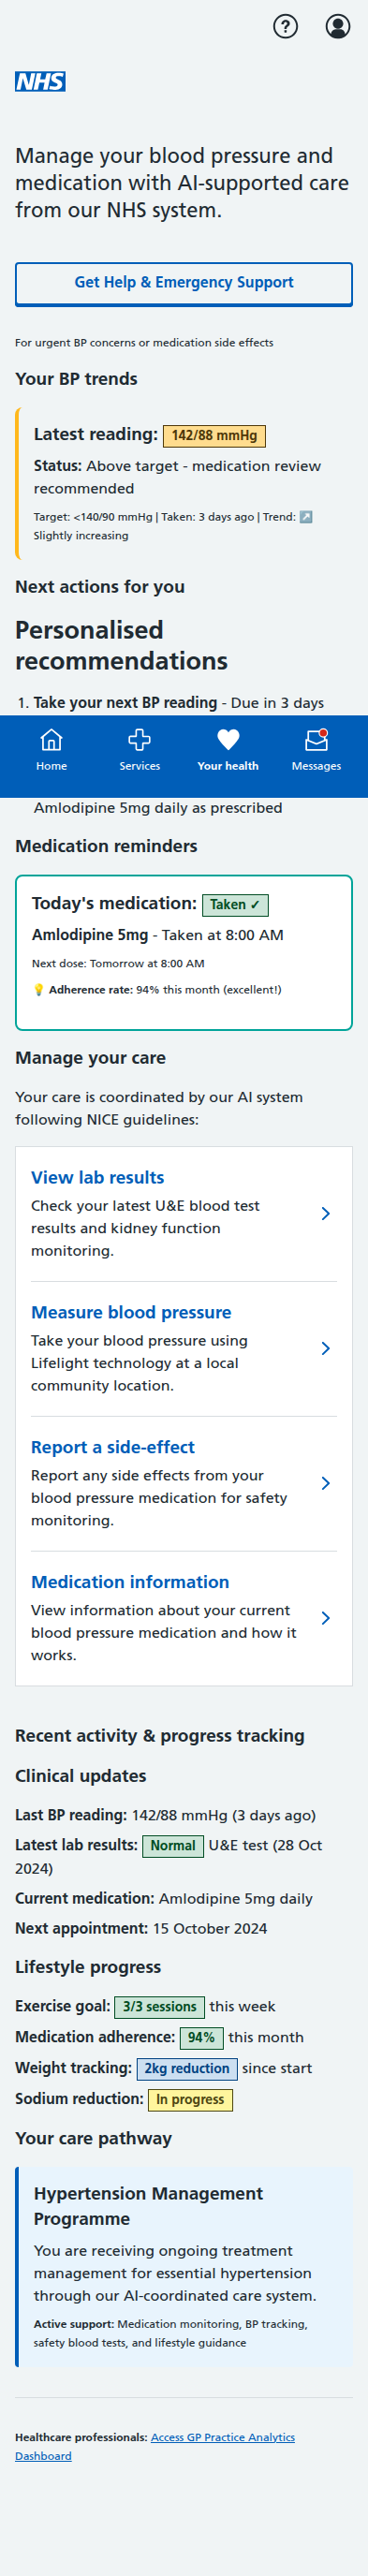 NHS
Manage your blood pressure and
medication with AI-supported care
from our NHS system.
Get Help & Emergency Support
For urgent BP concerns or medication side effects
Your BP trends
Latest reading: 142/88 mmHg
Status: Above target - medication review
recommended
Target: <140/90 mmHg | Taken: 3 days ago | Trend: ↗
Slightly increasing
Next actions for you
Personalised
recommendations
1. Take your next BP reading - Due in 3 days
Home
Services
Your health
Messages
Amlodipine 5mg daily as prescribed
Medication reminders
Today's medication: Taken ✓
Amlodipine 5mg - Taken at 8:00 AM
Next dose: Tomorrow at 8:00 AM
💡 Adherence rate: 94% this month (excellent!)
Manage your care
Your care is coordinated by our AI system
following NICE guidelines:
View lab results
Check your latest U&E blood test
results and kidney function
monitoring.
Measure blood pressure
Take your blood pressure using
Lifelight technology at a local
community location.
Report a side-effect
Report any side effects from your
blood pressure medication for safety
monitoring.
Medication information
View information about your current
blood pressure medication and how it
works.
Recent activity & progress tracking
Clinical updates
Last BP reading: 142/88 mmHg (3 days ago)
Latest lab results: Normal U&E test (28 Oct
2024)
Current medication: Amlodipine 5mg daily
Next appointment: 15 October 2024
Lifestyle progress
Exercise goal: 3/3 sessions this week
Medication adherence: 94% this month
Weight tracking: 2kg reduction since start
Sodium reduction: In progress
Your care pathway
Hypertension Management
Programme
You are receiving ongoing treatment
management for essential hypertension
through our AI-coordinated care system.
Active support: Medication monitoring, BP tracking,
safety blood tests, and lifestyle guidance
Healthcare professionals: Access GP Practice Analytics
Dashboard